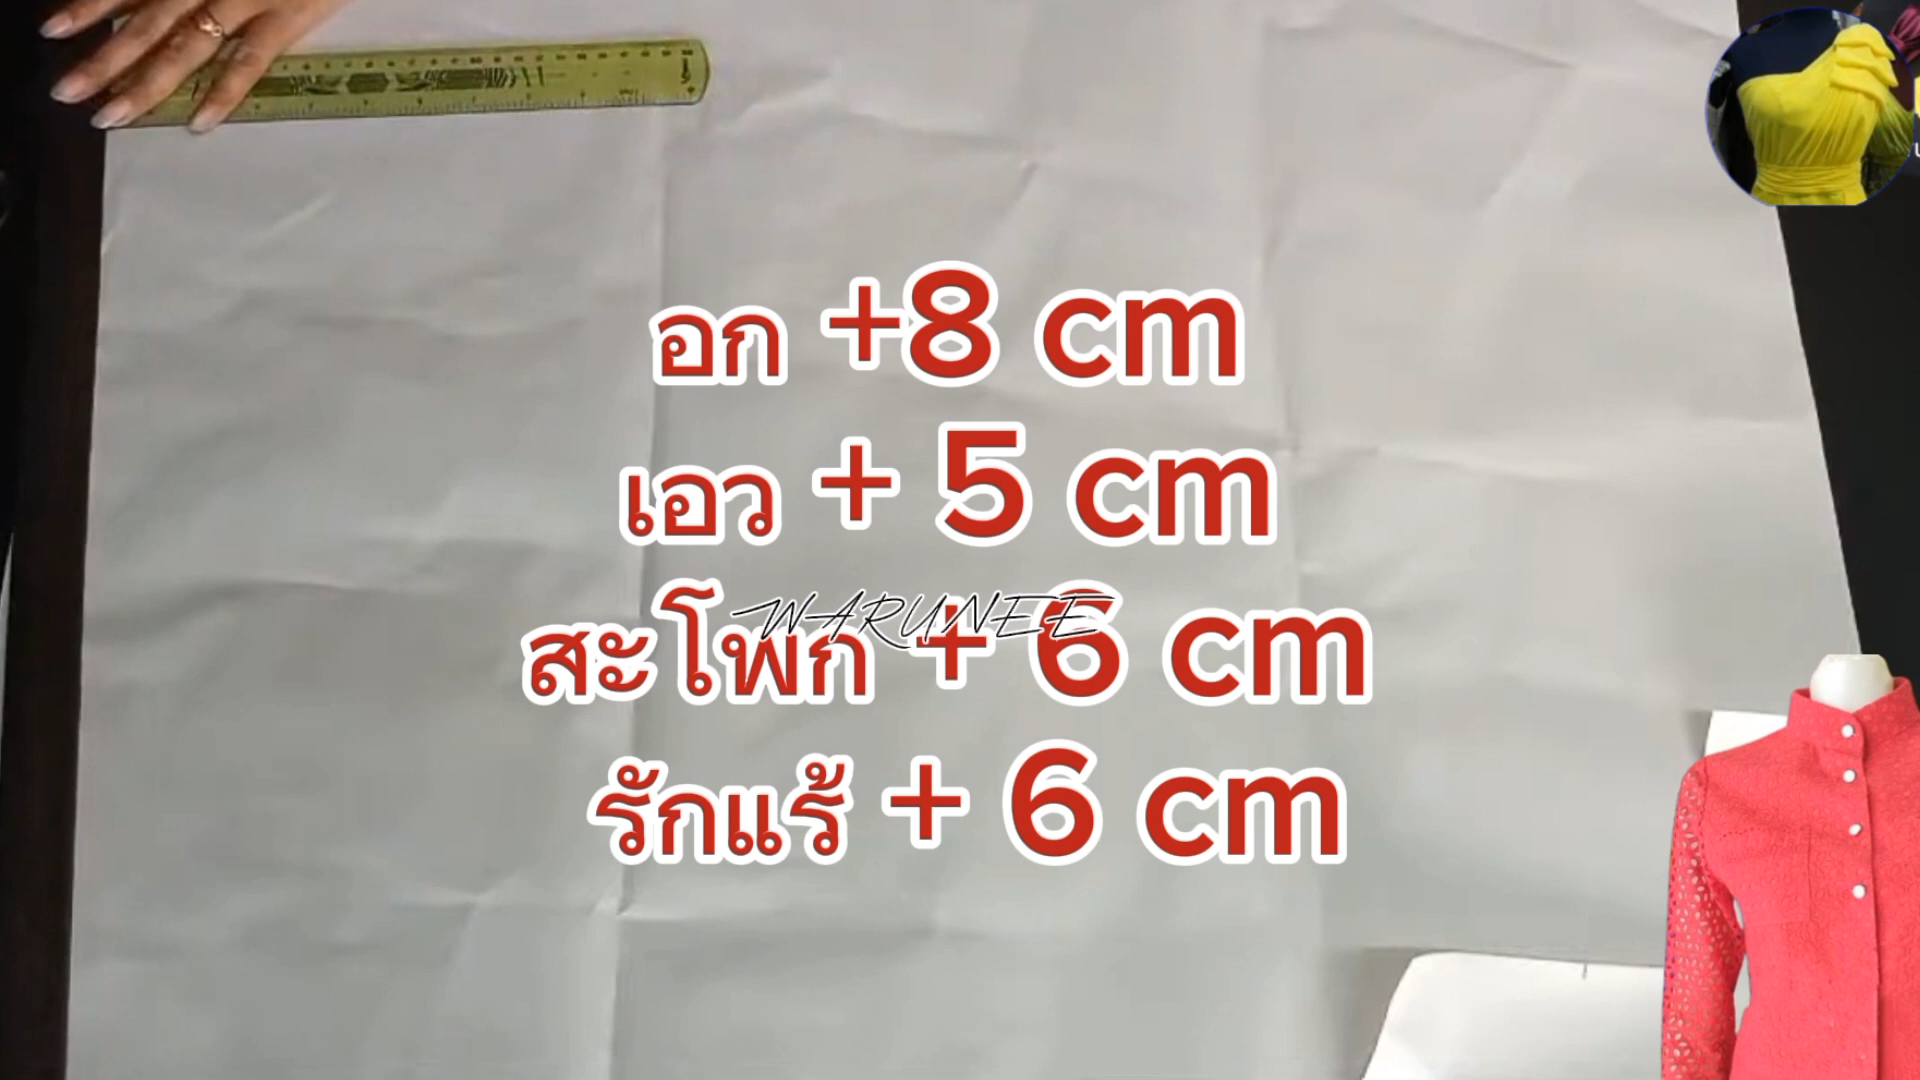 อก +8 cm
เอว + 5 cm
WARUNEE
สะโพก + 6 cm
รักแร้ + 6 cm